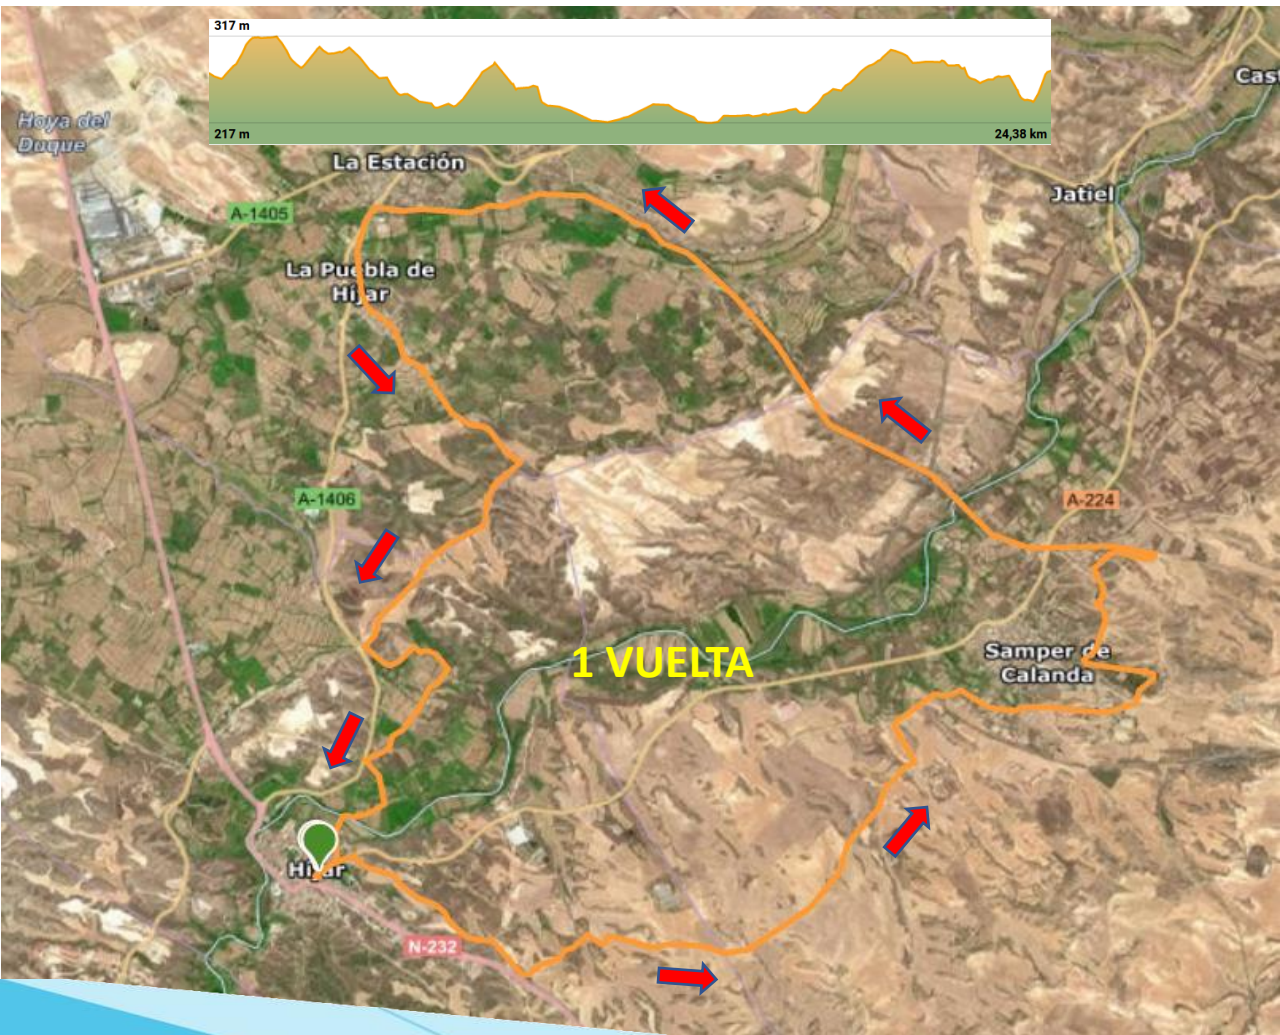 317 m
217 m
24,38 km
Cast
Hoya del
Duque
La Estación
Jatiel
A-1405
La Puebla de
Híjar
A-1406
A-224
1 VUELTA
Samper de
Calanda
Híjar
N-232